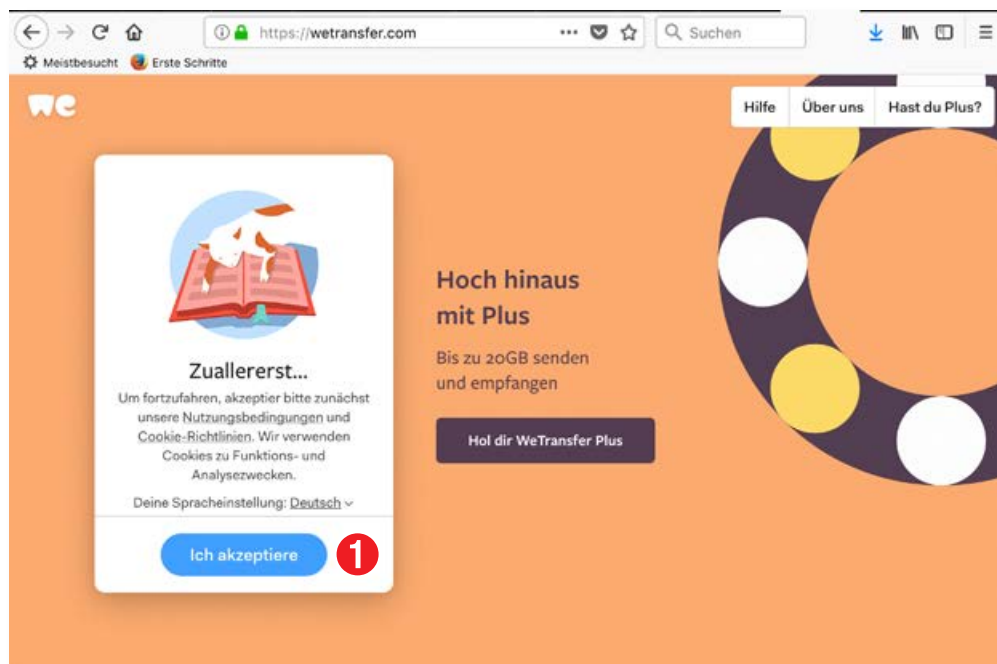 https://wetransfer.com
Suchen
Meistbesucht
Erste Schritte
we
Hilfe
Über uns
Hast du Plus?
Zuallererst...
Um fortzufahren, akzeptier bitte zunächst
unsere Nutzungsbedingungen und
Cookie-Richtlinien. Wir verwenden
Cookies zu Funktions- und
Analysezwecken.
Deine Spracheinstellung: Deutsch
Ich akzeptiere
1
Hoch hinaus
mit Plus
Bis zu 20GB senden
und empfangen
Hol dir WeTransfer Plus